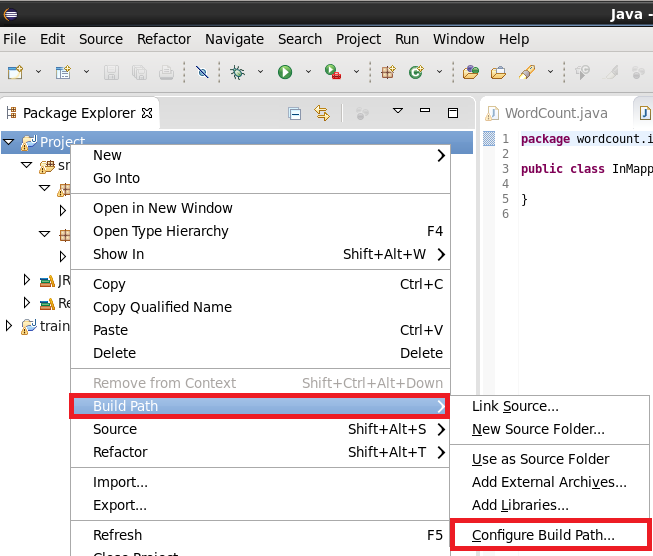 Java -
File Edit Source Refactor Navigate Search Project Run Window Help
Package Explorer
WordCount.java
Project
1 package wordcount.i
2
3 public class InMapp
4
5 }
6
New
Go Into
Open in New Window
Open Type Hierarchy F4
Show In Shift+Alt+W
Copy Ctrl+C
Copy Qualified Name
Paste Ctrl+V
Delete Delete
Remove from Context Shift+Ctrl+Alt+Down
Build Path
Source Shift+Alt+S
Refactor Shift+Alt+T
Import...
Export...
Refresh F5
Close Project
sr
JR
Re
train
Link Source...
New Source Folder...
Use as Source Folder
Add External Archives...
Add Libraries...
Configure Build Path...